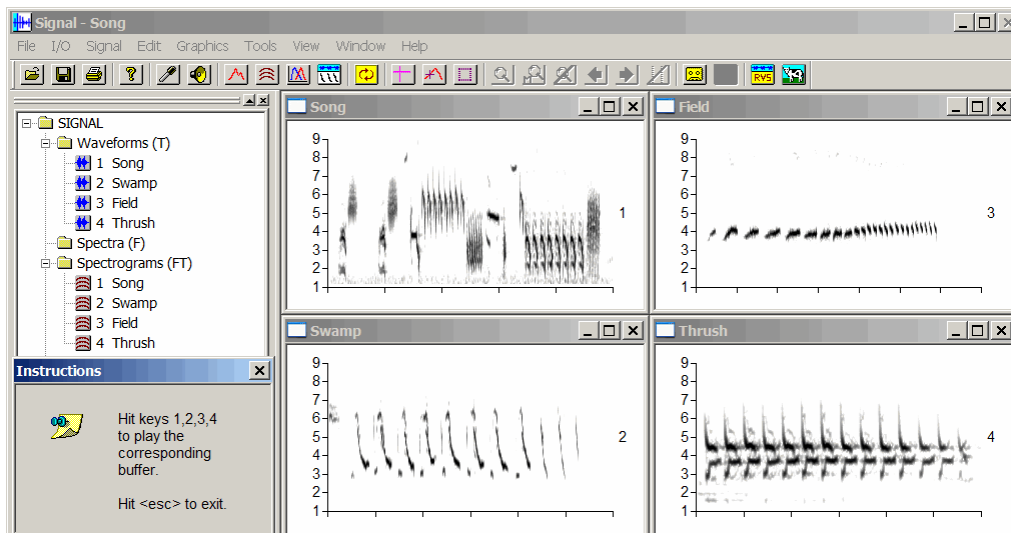 Signal - Song
File I/O Signal Edit Graphics Tools View Window Help
RVS
SIGNAL
Waveforms (T)
1 Song
2 Swamp
3 Field
4 Thrush
Spectra (F)
Spectrograms (FT)
1 Song
2 Swamp
3 Field
4 Thrush
Instructions
Hit keys 1,2,3,4
to play the
corresponding
buffer.
Hit <esc> to exit.
Song
9
8
7
6
5
4
3
2
1
1
Field
9
8
7
6
5
4
3
2
1
3
Swamp
9
8
7
6
5
4
3
2
1
2
Thrush
9
8
7
6
5
4
3
2
1
4